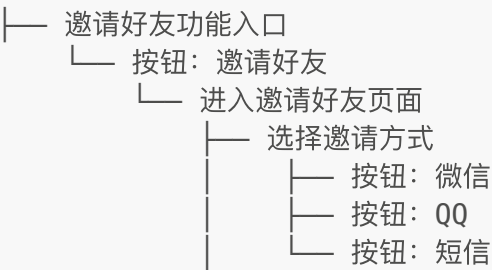 ├── 邀请好友功能入口
└── 按钮：邀请好友
└── 进入邀请好友页面
├── 选择邀请方式
│ ├── 按钮：微信
│ ├── 按钮：QQ
│ └── 按钮：短信